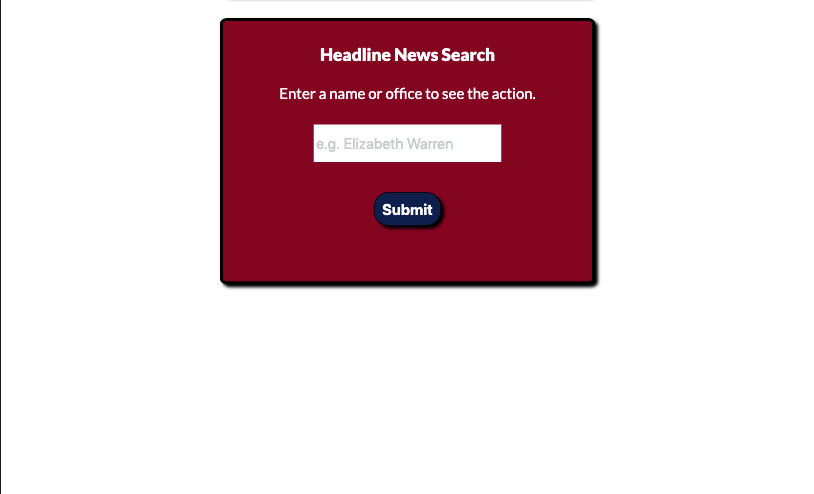 Headline News Search
Enter a name or office to see the action.
e.g. Elizabeth Warren
Submit